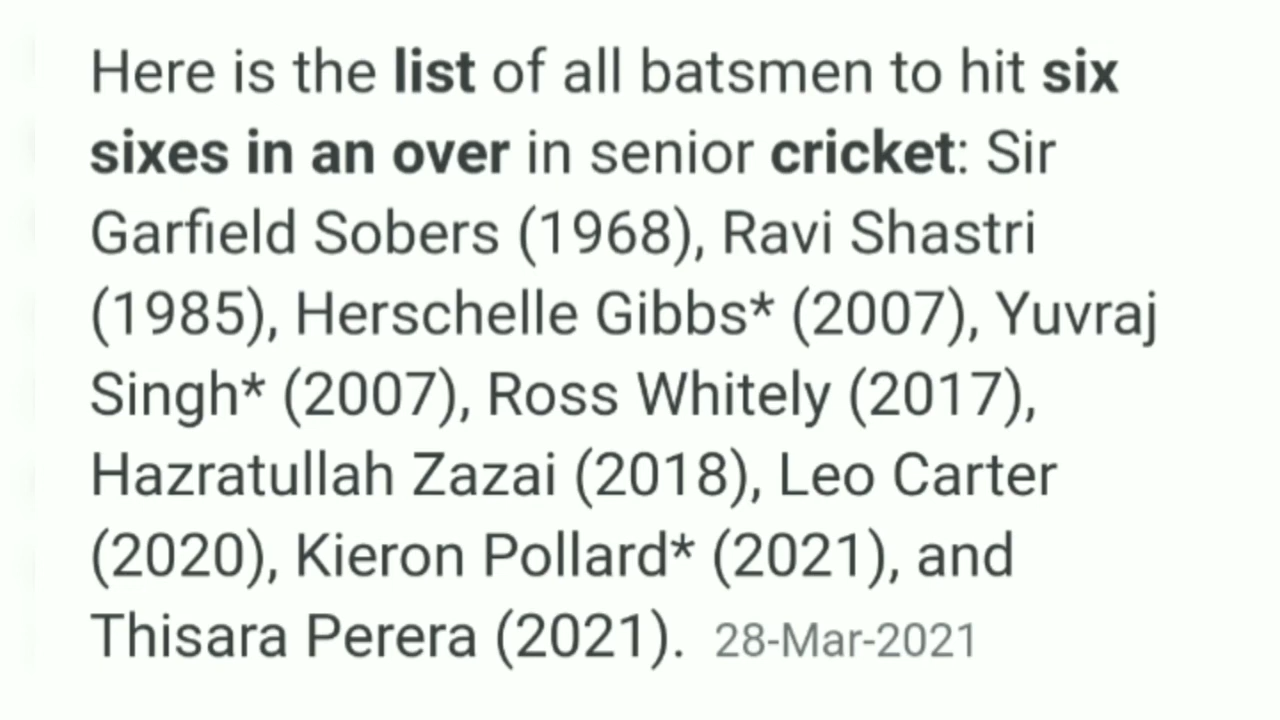 Here is the list of all batsmen to hit six
sixes in an over in senior cricket: Sir
Garfield Sobers (1968), Ravi Shastri
(1985), Herschelle Gibbs* (2007), Yuvraj
Singh* (2007), Ross Whitely (2017),
Hazratullah Zazai (2018), Leo Carter
(2020), Kieron Pollard* (2021), and
Thisara Perera (2021). 28-Mar-2021